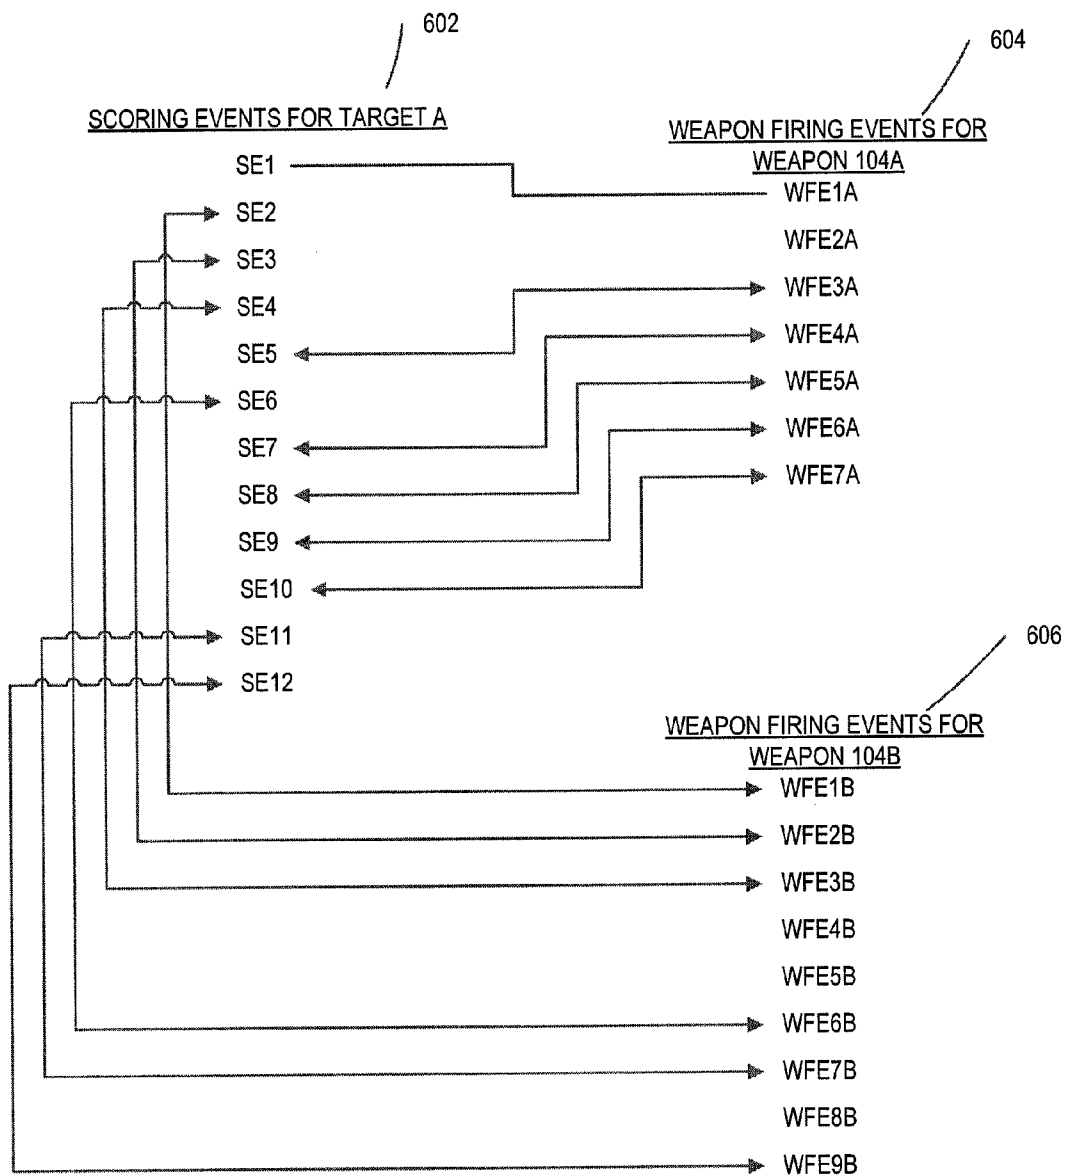 602
604
SCORING EVENTS FOR TARGET A
WEAPON FIRING EVENTS FOR
WEAPON 104A
SE1
WFE1A
SE2
WFE2A
SE3
WFE3A
SE4
WFE4A
SE5
WFE5A
SE6
WFE6A
SE7
WFE7A
SE8
SE9
SE10
SE11
606
SE12
WEAPON FIRING EVENTS FOR
WEAPON 104B
WFE1B
WFE2B
WFE3B
WFE4B
WFE5B
WFE6B
WFE7B
WFE8B
WFE9B